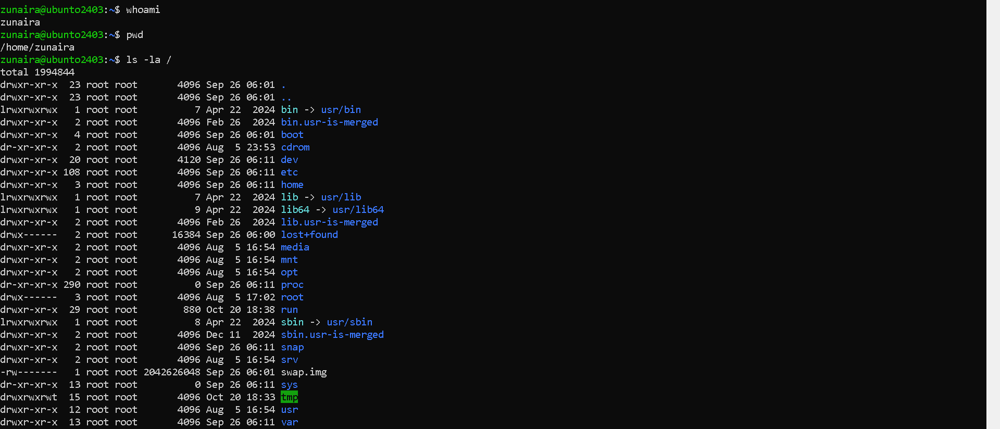 zunaira@ubunto2403:~$ whoami
zunaira
zunaira@ubunto2403:~$ pwd
/home/zunaira
zunaira@ubunto2403:~$ ls -la /
total 1994844
drwxr-xr-x  23 root root       4096 Sep 26 06:01 .
drwxr-xr-x  23 root root       4096 Sep 26 06:01 ..
lrwxrwxrwx   1 root root          7 Apr 22  2024 bin -> usr/bin
drwxr-xr-x   2 root root       4096 Feb 26  2024 bin.usr-is-merged
drwxr-xr-x   4 root root       4096 Sep 26 06:01 boot
dr-xr-xr-x   2 root root       4096 Aug  5 23:53 cdrom
drwxr-xr-x  20 root root       4120 Sep 26 06:11 dev
drwxr-xr-x 108 root root       4096 Sep 26 06:11 etc
drwxr-xr-x   3 root root       4096 Sep 26 06:11 home
lrwxrwxrwx   1 root root          7 Apr 22  2024 lib -> usr/lib
lrwxrwxrwx   1 root root          9 Apr 22  2024 lib64 -> usr/lib64
drwxr-xr-x   2 root root       4096 Feb 26  2024 lib.usr-is-merged
drwx------   2 root root      16384 Sep 26 06:00 lost+found
drwxr-xr-x   2 root root       4096 Aug  5 16:54 media
drwxr-xr-x   2 root root       4096 Aug  5 16:54 mnt
drwxr-xr-x   2 root root       4096 Aug  5 16:54 opt
dr-xr-xr-x 290 root root          0 Sep 26 06:11 proc
drwx------   3 root root       4096 Aug  5 17:02 root
drwxr-xr-x  29 root root        880 Oct 20 18:38 run
lrwxrwxrwx   1 root root          8 Apr 22  2024 sbin -> usr/sbin
drwxr-xr-x   2 root root       4096 Dec 11  2024 sbin.usr-is-merged
drwxr-xr-x   2 root root       4096 Sep 26 06:11 snap
drwxr-xr-x   2 root root       4096 Aug  5 16:54 srv
-rw-------   1 root root 2042626048 Sep 26 06:01 swap.img
dr-xr-xr-x  13 root root          0 Sep 26 06:11 sys
drwxrwxrwt  15 root root       4096 Oct 20 18:33 tmp
drwxr-xr-x  12 root root       4096 Aug  5 16:54 usr
drwxr-xr-x  13 root root       4096 Sep 26 06:11 var